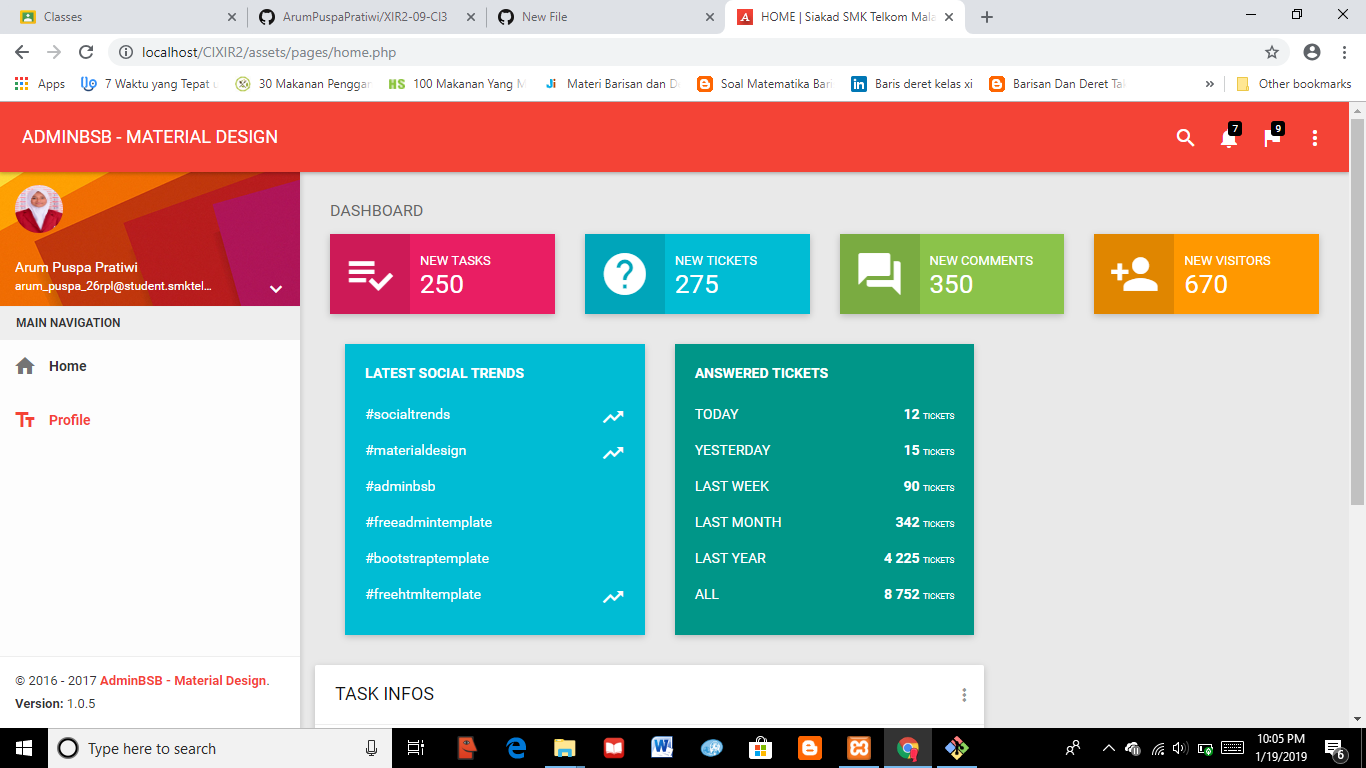 Classes
ArumPuspaPratiwi/XIR2-09-CI3
New File
HOME | Siakad SMK Telkom Mala
localhost/CIXIR2/assets/pages/home.php
Apps
7 Waktu yang Tepat u
30 Makanan Penggan
100 Makanan Yang M
Materi Barisan dan D
Soal Matematika Bari
Baris deret kelas xi
Barisan Dan Deret Tak
»
Other bookmarks
ADMINBSB - MATERIAL DESIGN
7
9
Arum Puspa Pratiwi
arum_puspa_26rpl@student.smktel...
MAIN NAVIGATION
Home
Profile
© 2016 - 2017 AdminBSB - Material Design.
Version: 1.0.5
DASHBOARD
NEW TASKS
250
NEW TICKETS
275
NEW COMMENTS
350
NEW VISITORS
670
LATEST SOCIAL TRENDS
#socialtrends
#materialdesign
#adminbsb
#freeadmintemplate
#bootstraptemplate
#freehtmltemplate
ANSWERED TICKETS
TODAY 12 TICKETS
YESTERDAY 15 TICKETS
LAST WEEK 90 TICKETS
LAST MONTH 342 TICKETS
LAST YEAR 4 225 TICKETS
ALL 8 752 TICKETS
TASK INFOS
Type here to search
10:05 PM
1/19/2019
6